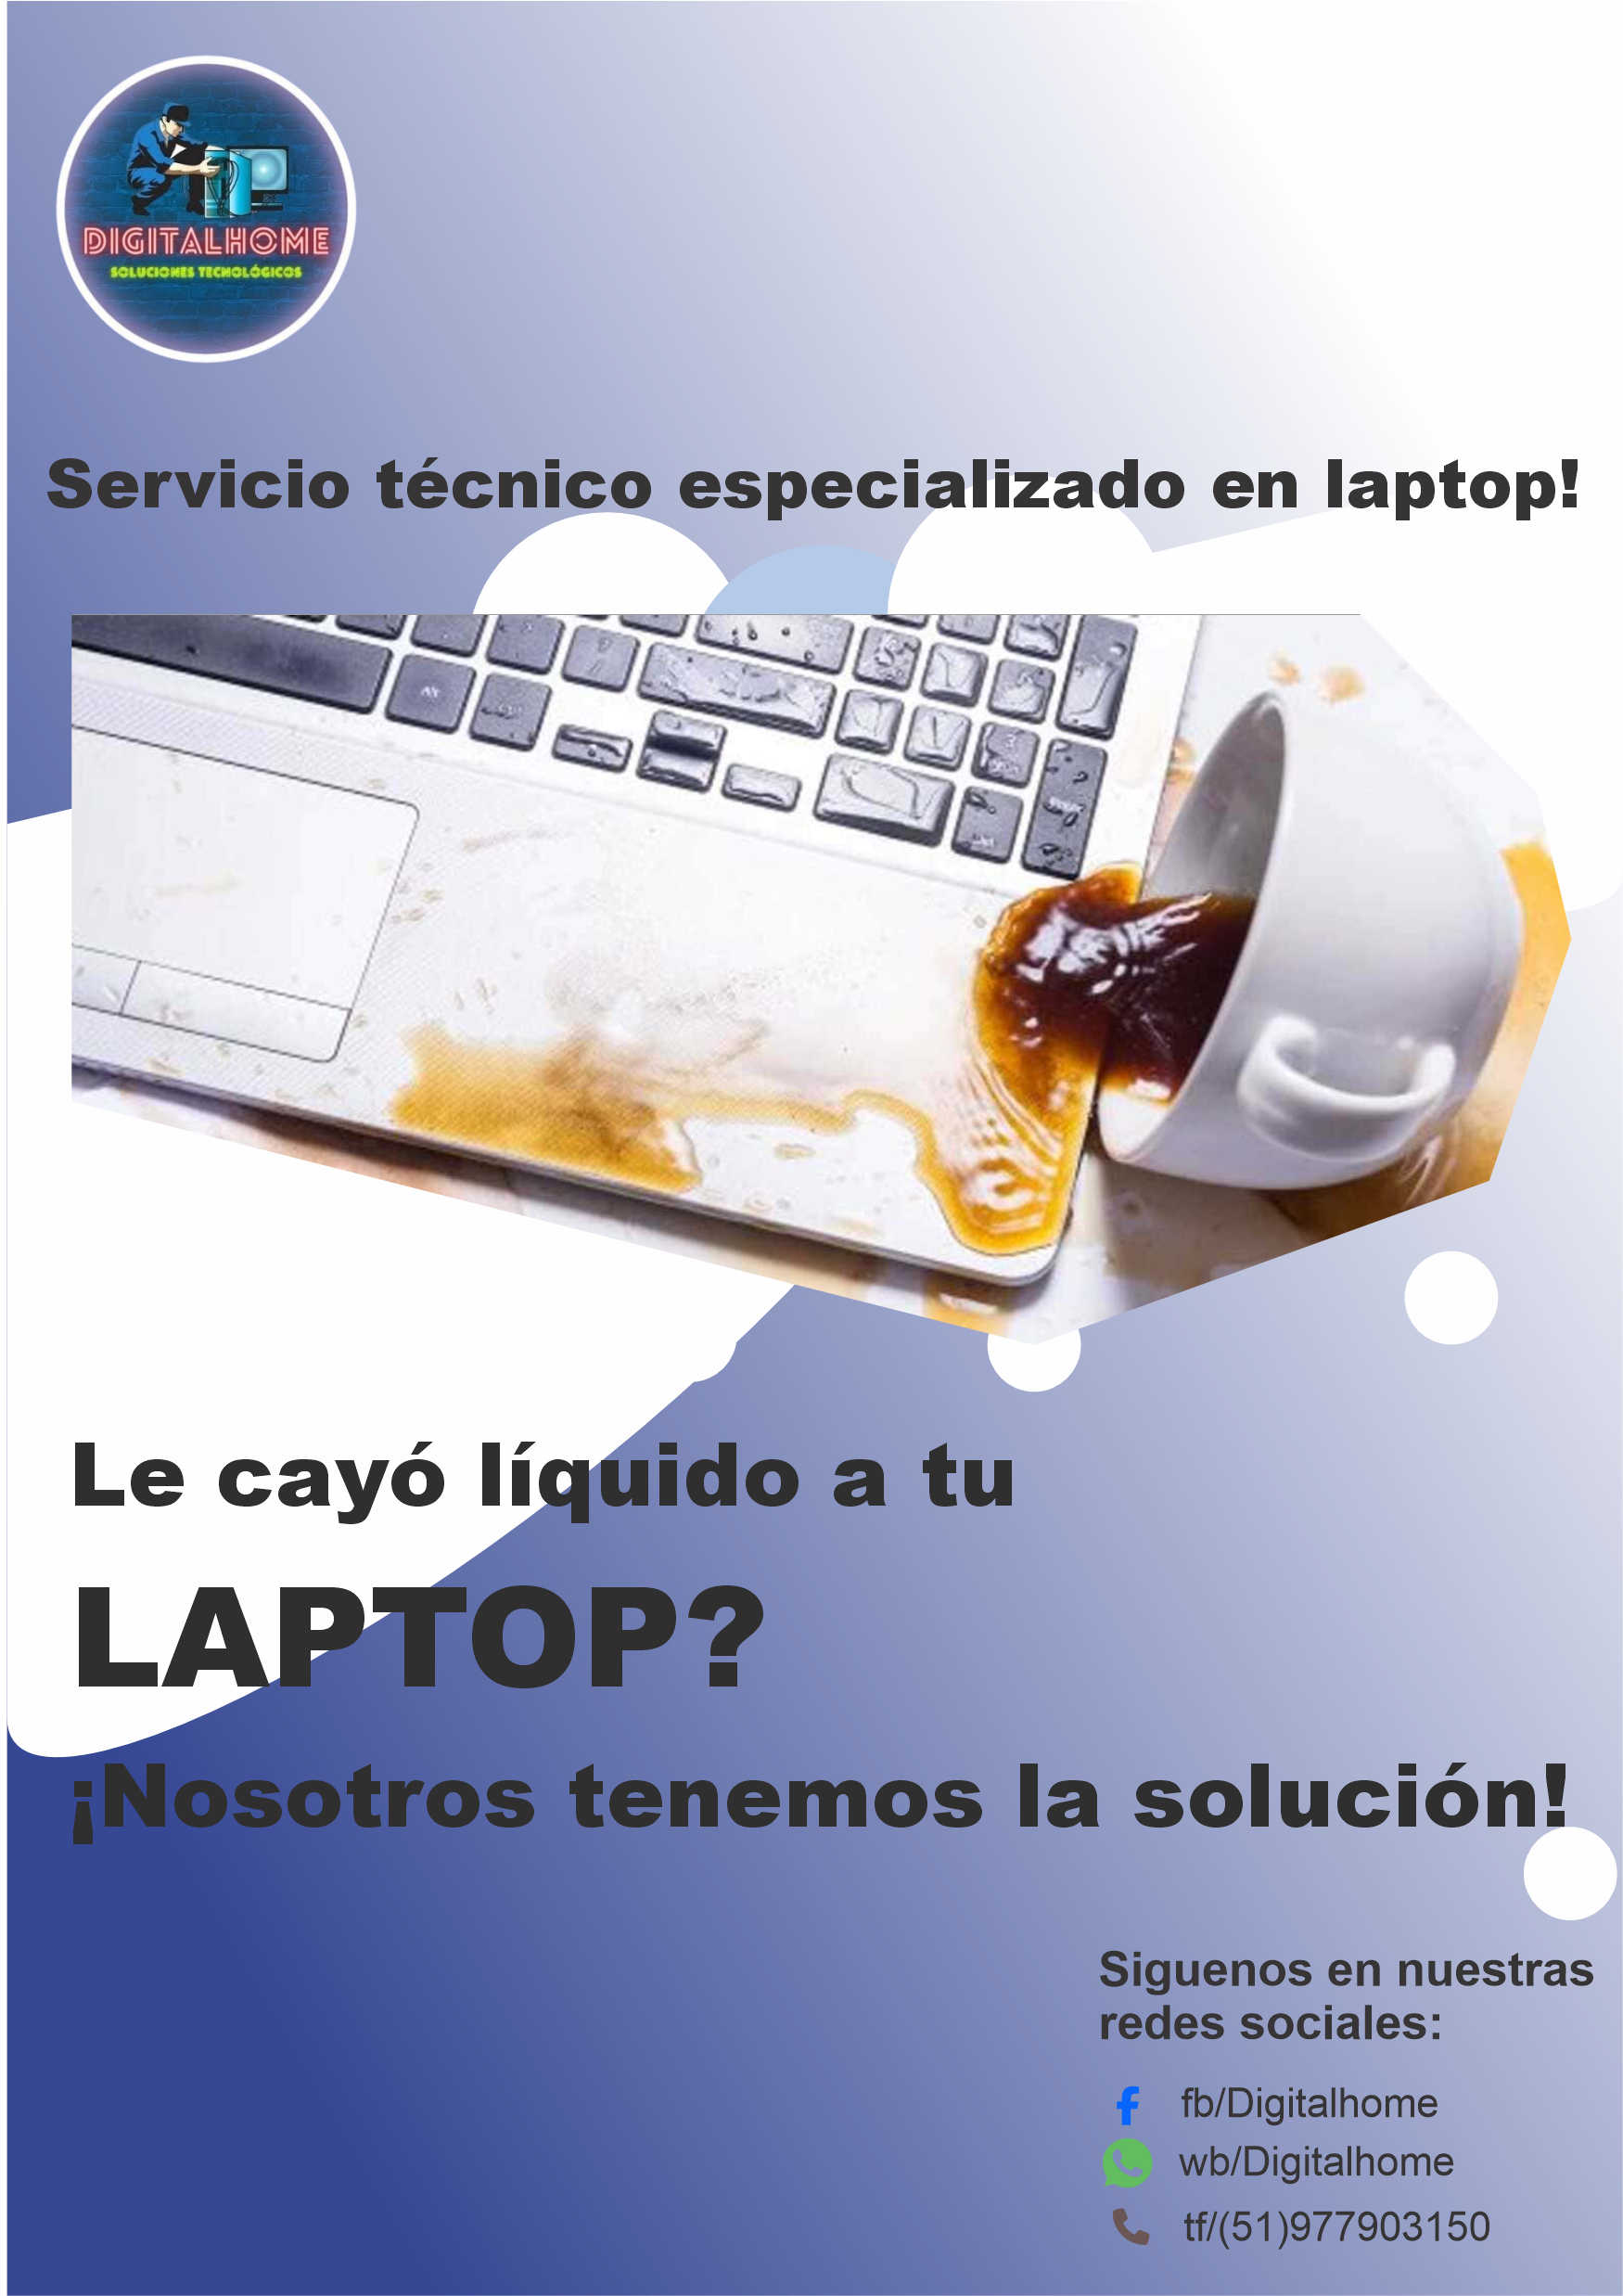 DIGITALHOME
SOLUCIONES TECNOLÓGICOS
Servicio técnico especializado en laptop!
Le cayó líquido a tu
LAPTOP?
¡Nosotros tenemos la solución!
Siguenos en nuestras
redes sociales:
fb/Digitalhome
wb/Digitalhome
tf/(51)977903150